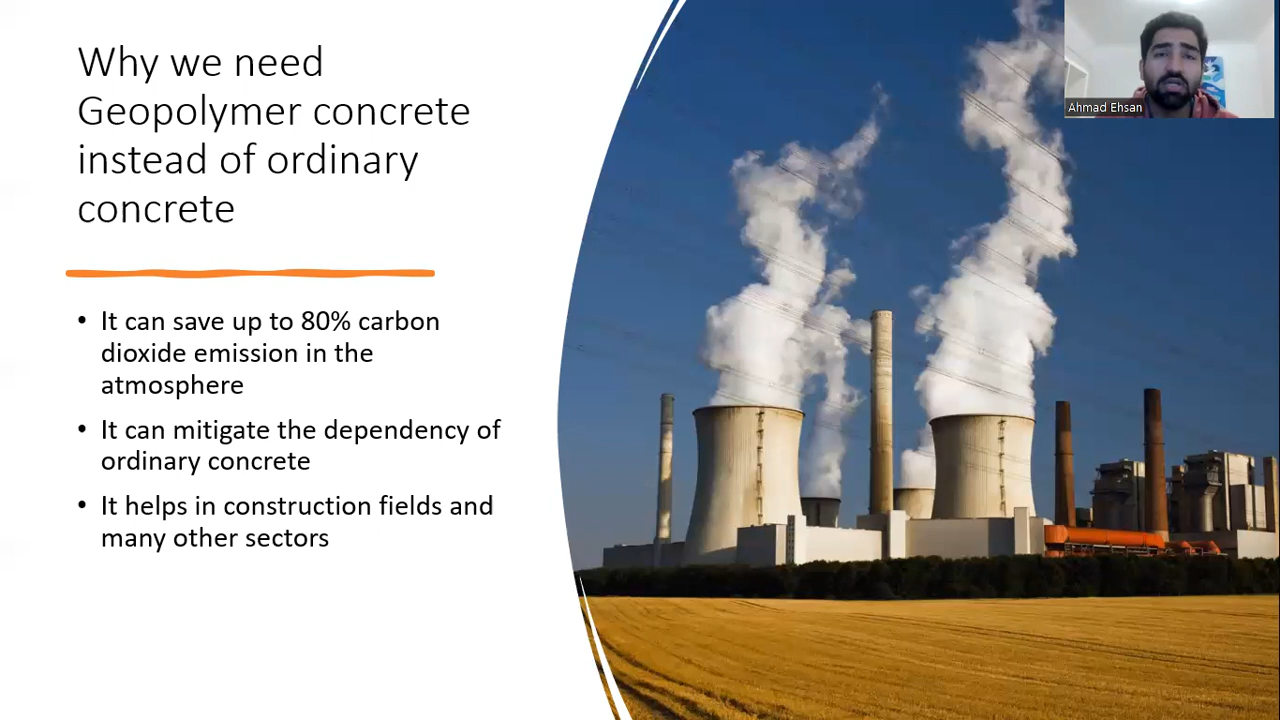 Why we need
Geopolymer concrete
instead of ordinary
concrete
• It can save up to 80% carbon
dioxide emission in the
atmosphere
• It can mitigate the dependency of
ordinary concrete
• It helps in construction fields and
many other sectors
Ahmad Ehsan